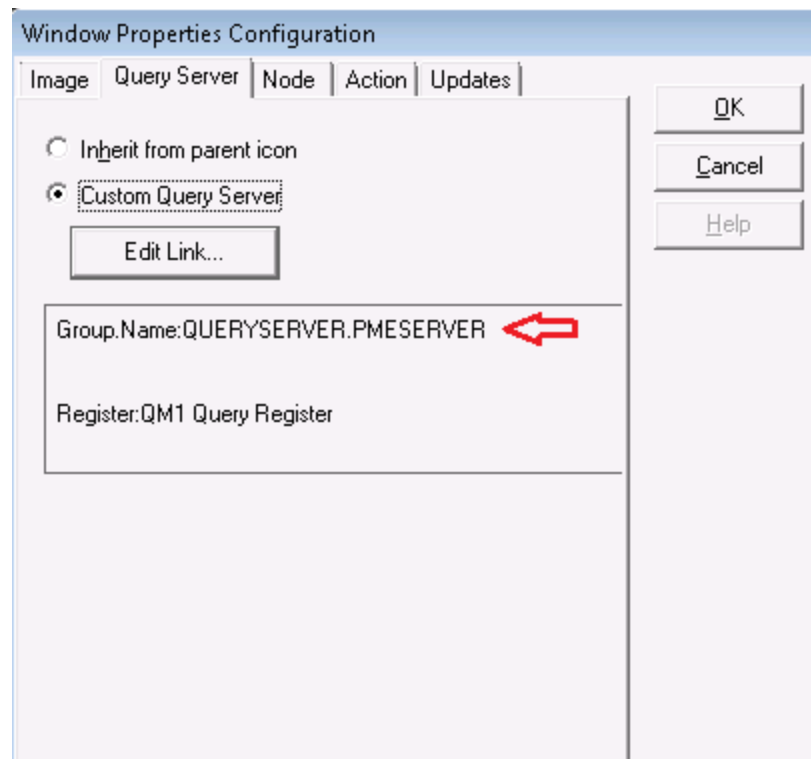 Window Properties Configuration
Image Query Server Node Action Updates
OK
Inherit from parent icon
Cancel
Custom Query Server
Help
Edit Link...
Group.Name:QUERYSERVER.PMESERVER
Register:QM1 Query Register